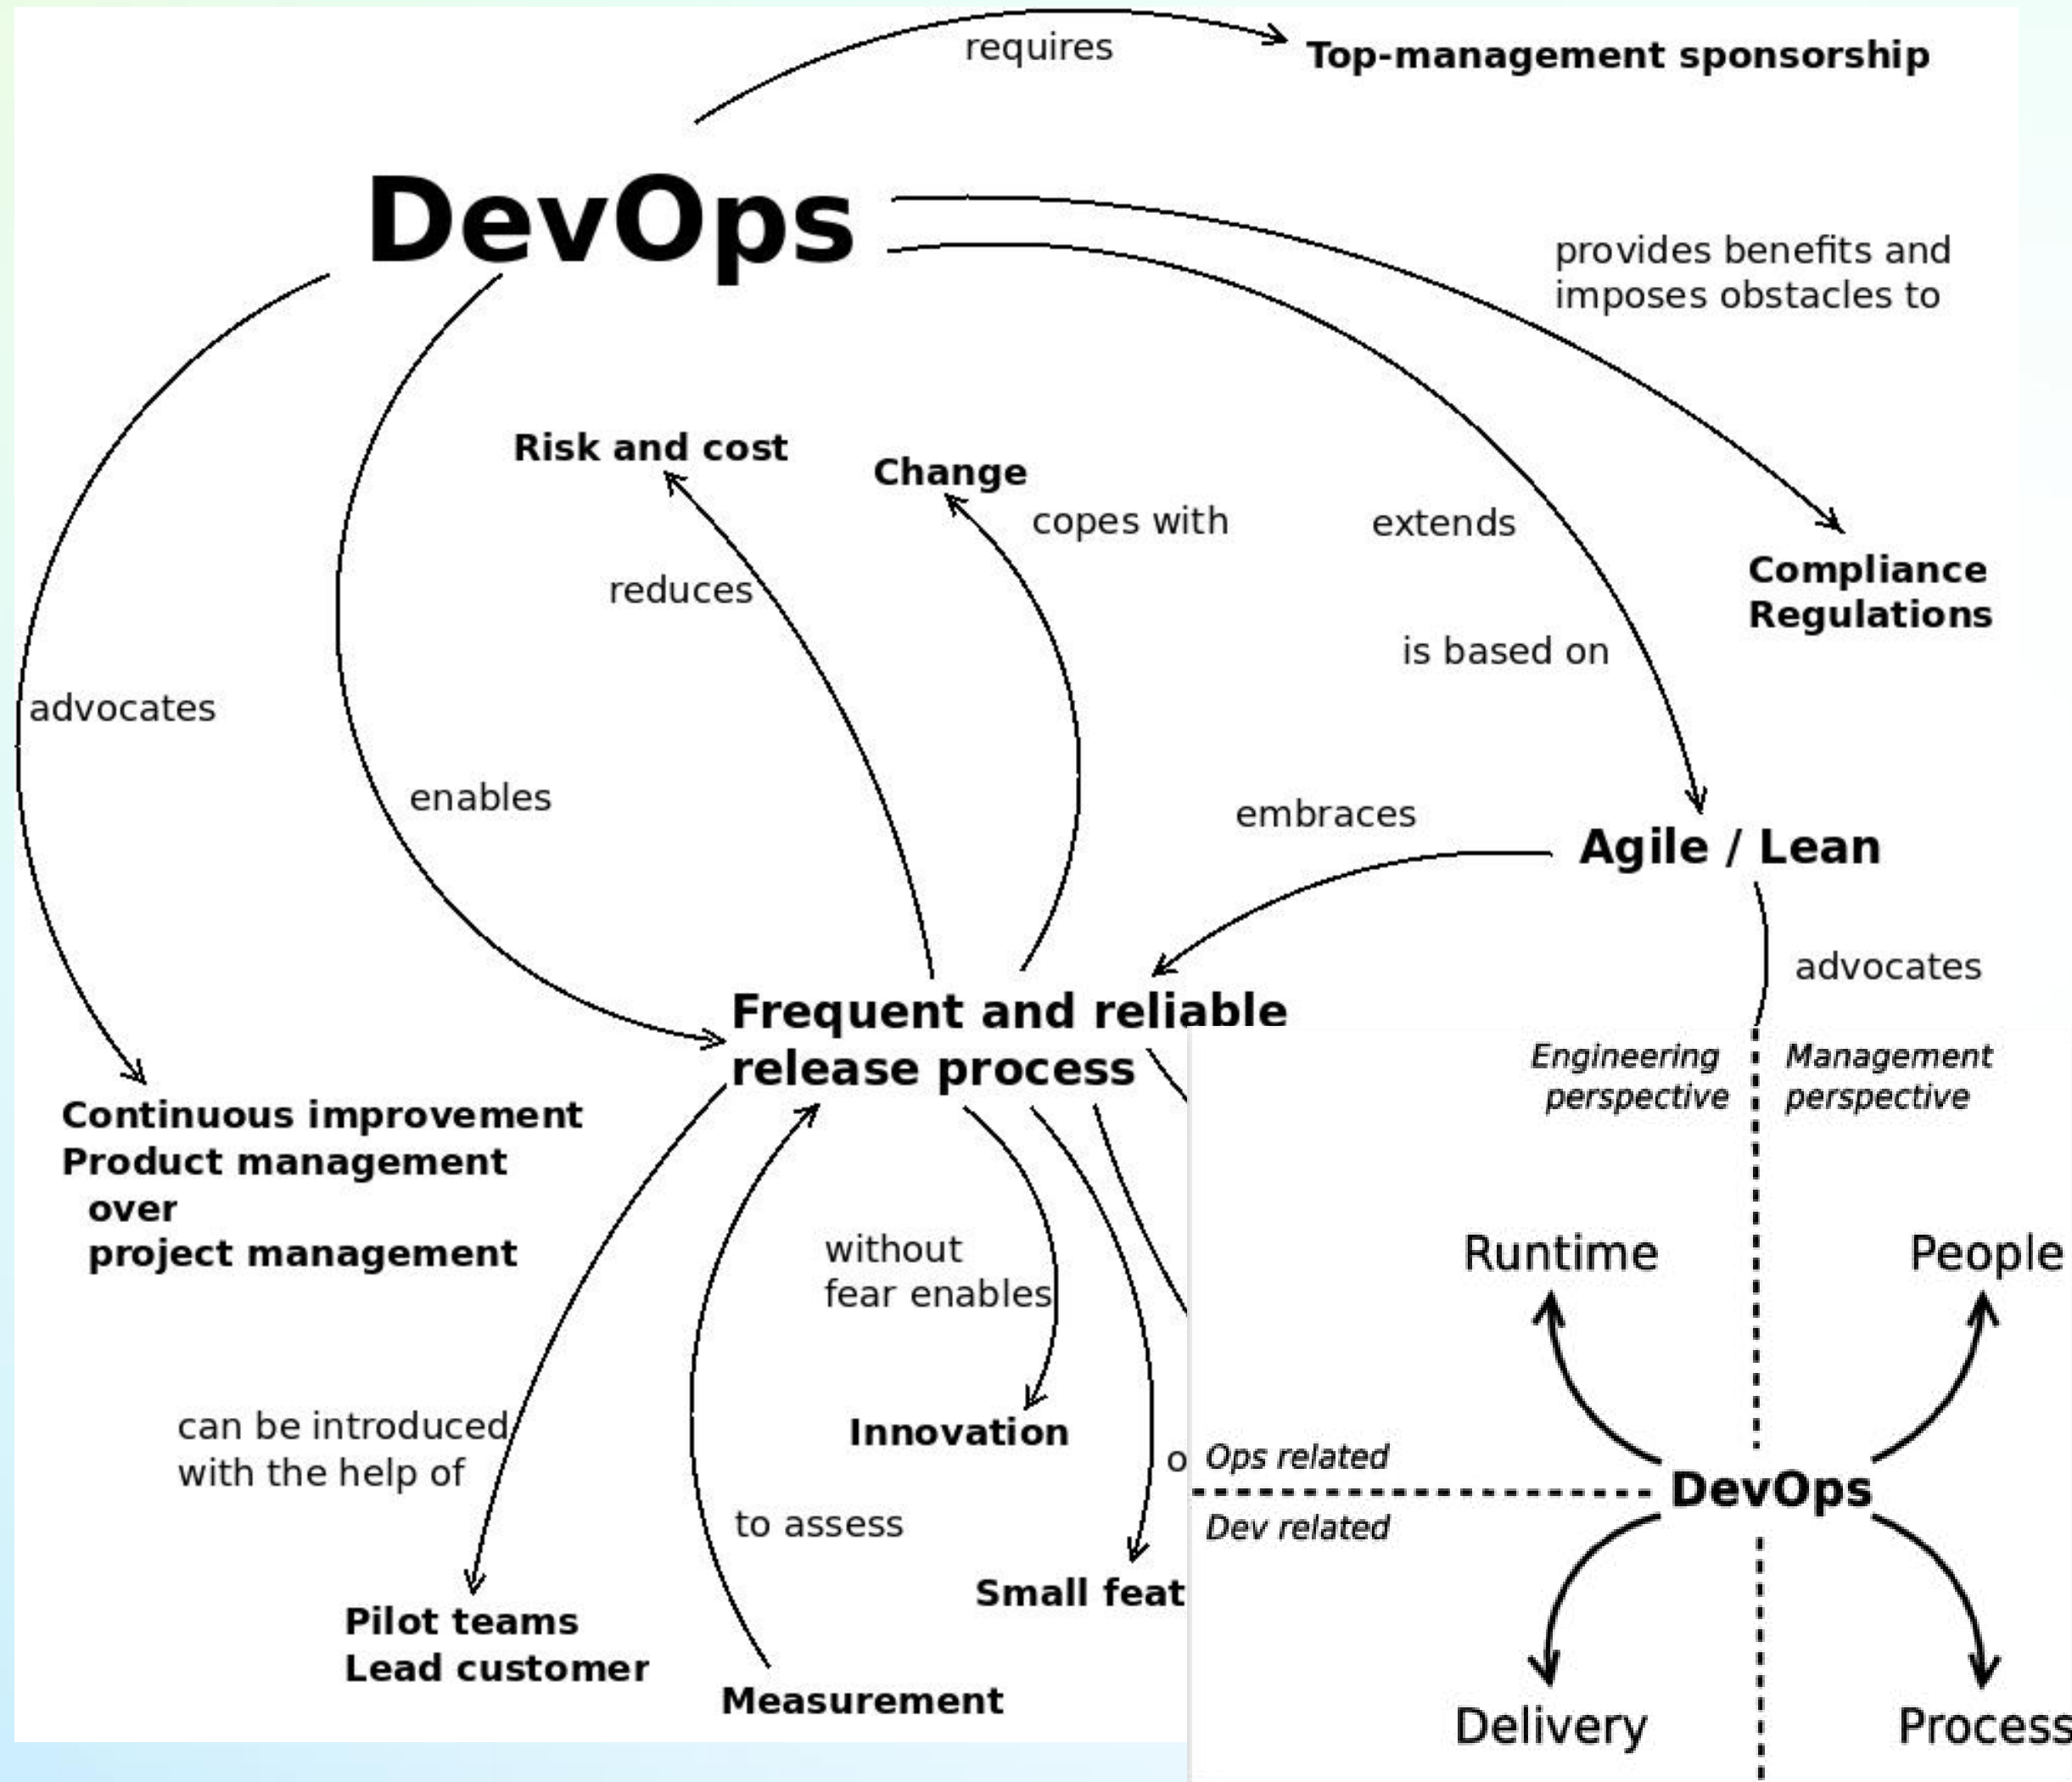 requires
Top-management sponsorship
DevOps
provides benefits and
imposes obstacles to
Risk and cost
Change
copes with
extends
reduces
Compliance
Regulations
is based on
advocates
enables
embraces
Agile / Lean
advocates
Frequent and reliable
release process
Engineering
perspective
Management
perspective
Continuous improvement
Product management
over
project management
without
fear enables
Runtime
People
can be introduced
with the help of
Innovation
o
Ops related
DevOps
Dev related
to assess
Small feat
Pilot teams
Lead customer
Measurement
Delivery
Process